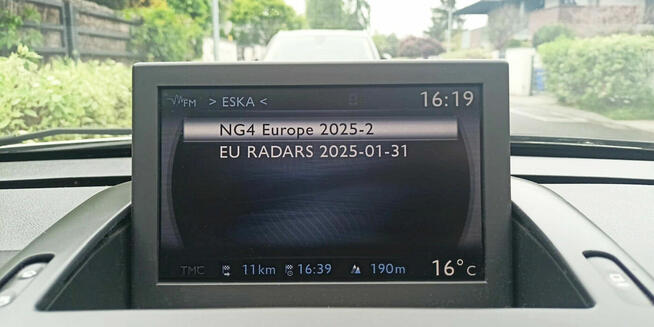 FM > ESKA < 16:19
NG4 Europe 2025-2
EU RADARS 2025-01-31
TMC 11km 16:39 190m 16°C